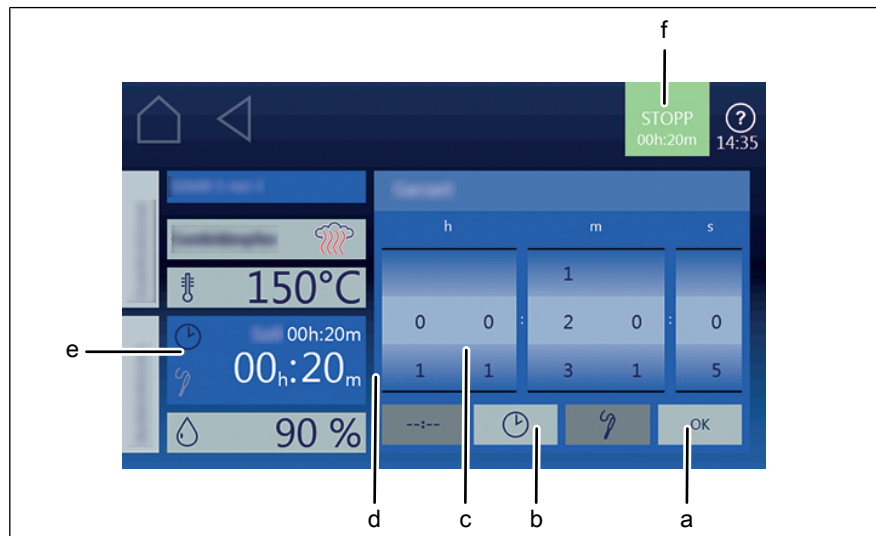 f
STOPP
00h:20m
?
14:35
h m s
150°C
1
00h:20m
0 0 : 2 0 : 0
e
00h:20m
1 1 3 1 5
90 %
--:--
OK
d c b a